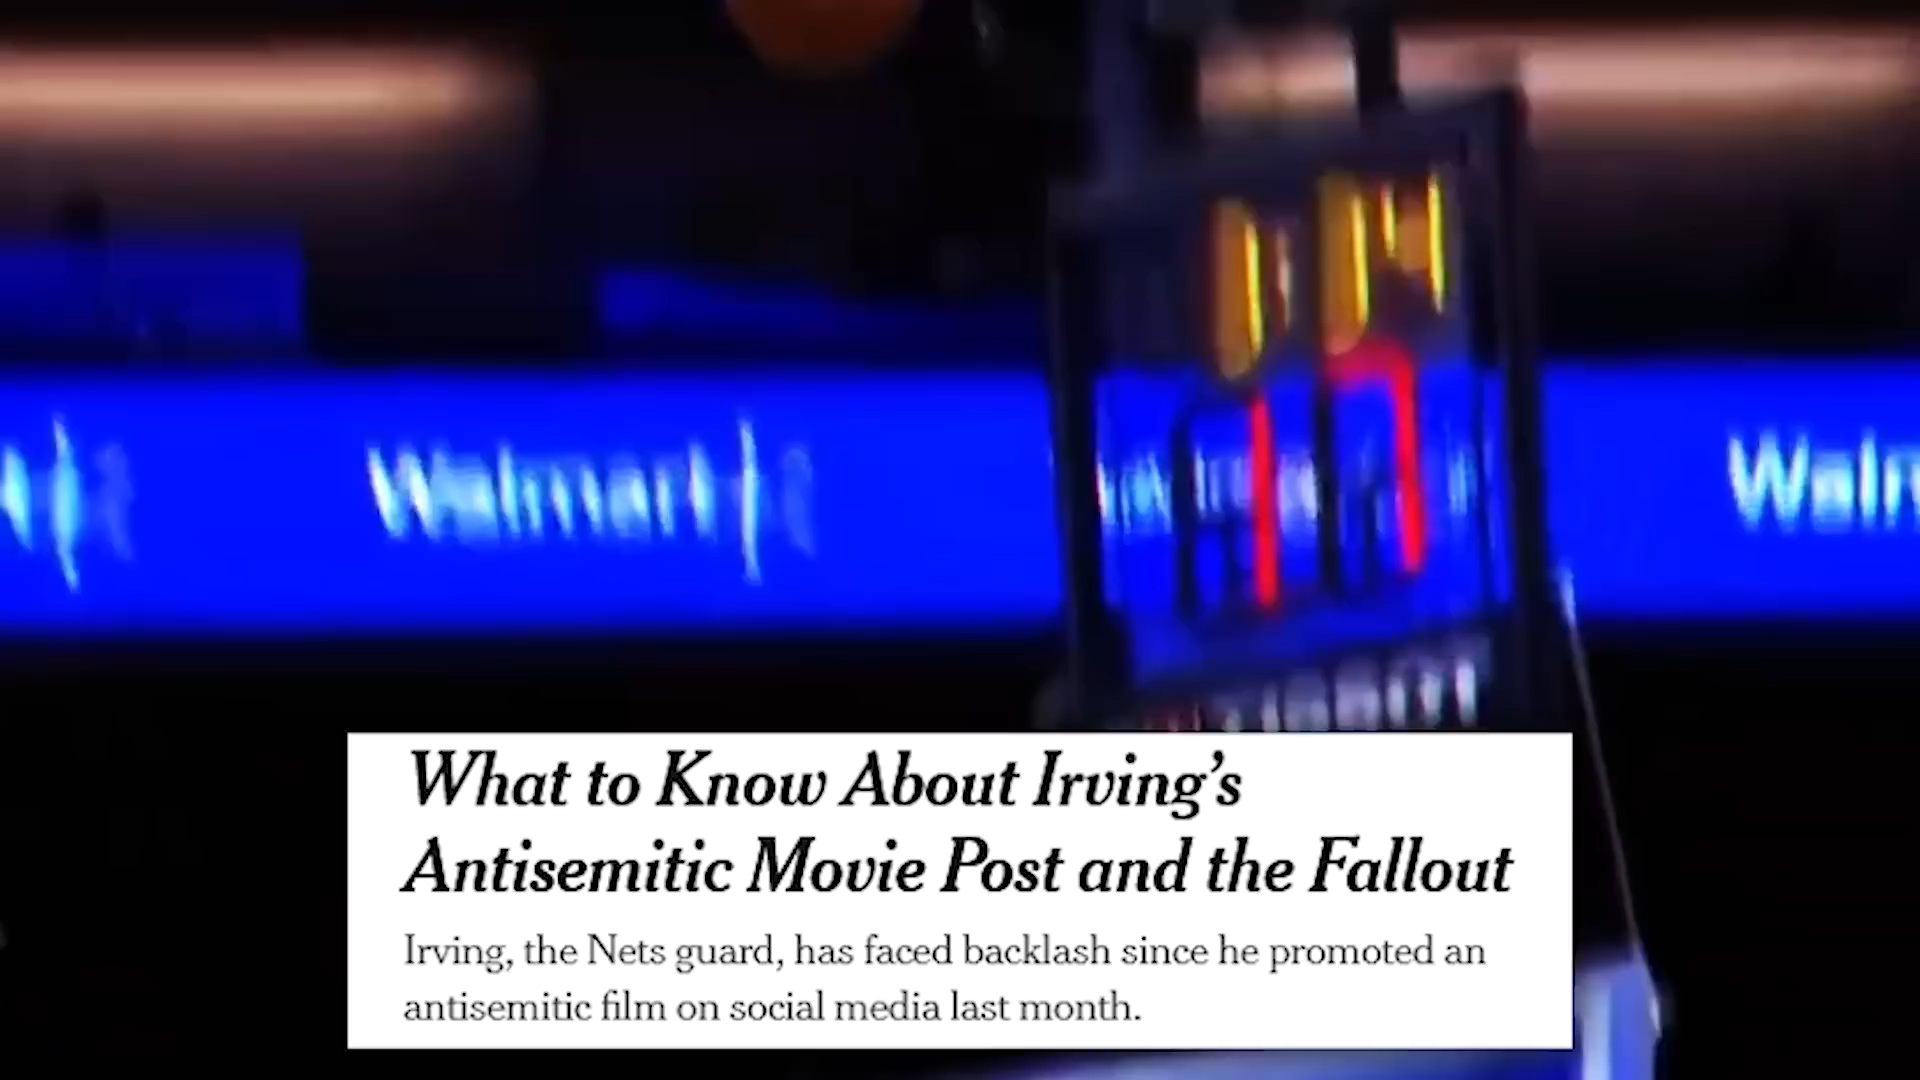 Walmart
What to Know About Irving's
Antisemitic Movie Post and the Fallout
Irving, the Nets guard, has faced backlash since he promoted an
antisemitic film on social media last month.